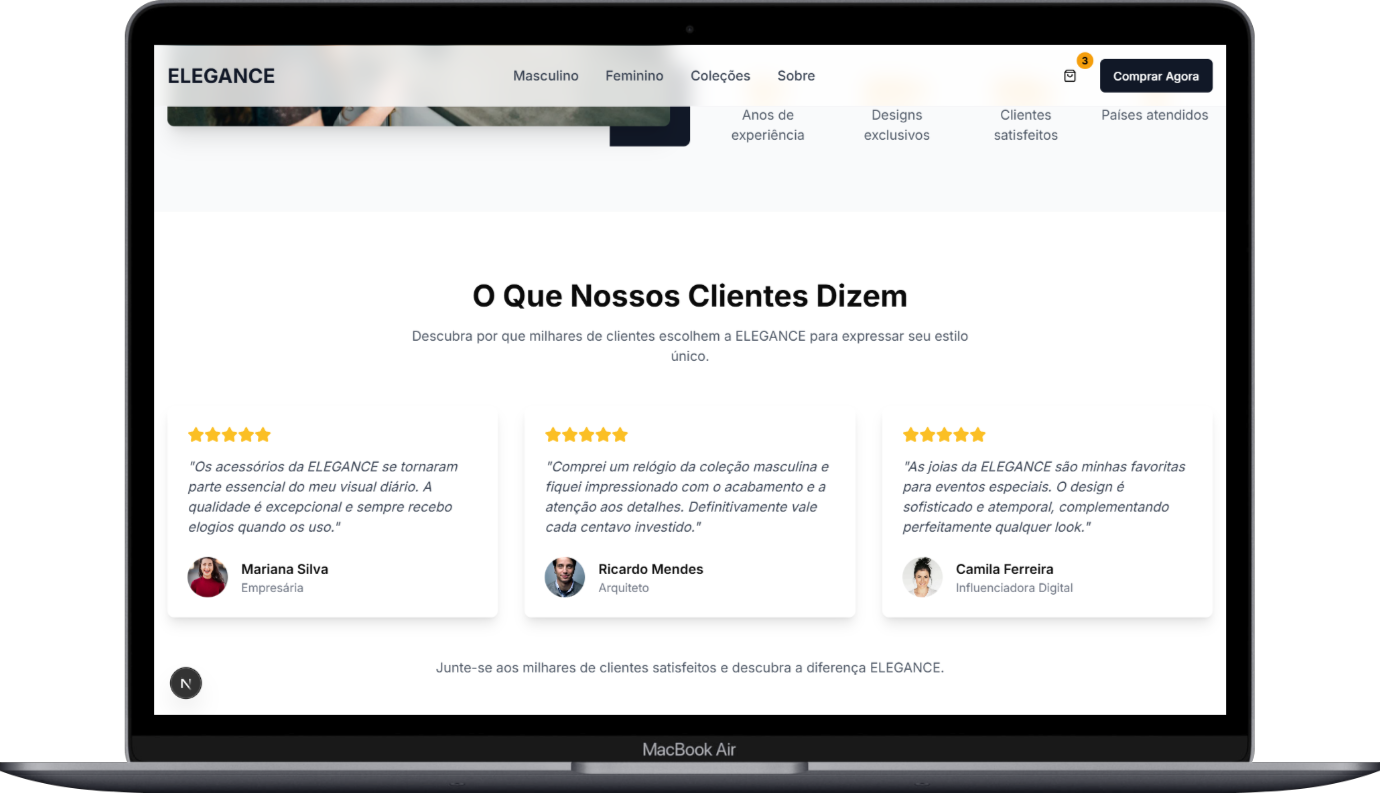 ELEGANCE
Masculino Feminino Coleções Sobre
3
Comprar Agora
Anos de
experiência
Designs
exclusivos
Clientes
satisfeitos
Países atendidos
O Que Nossos Clientes Dizem
Descubra por que milhares de clientes escolhem a ELEGANCE para expressar seu estilo
único.
"Os acessórios da ELEGANCE se tornaram
parte essencial do meu visual diário. A
qualidade é excepcional e sempre recebo
elogios quando os uso."
Mariana Silva
Empresária
"Comprei um relógio da coleção masculina e
fiquei impressionado com o acabamento e a
atenção aos detalhes. Definitivamente vale
cada centavo investido."
Ricardo Mendes
Arquiteto
"As joias da ELEGANCE são minhas favoritas
para eventos especiais. O design é
sofisticado e atemporal, complementando
perfeitamente qualquer look."
Camila Ferreira
Influenciadora Digital
Junte-se aos milhares de clientes satisfeitos e descubra a diferença ELEGANCE.
N
MacBook Air